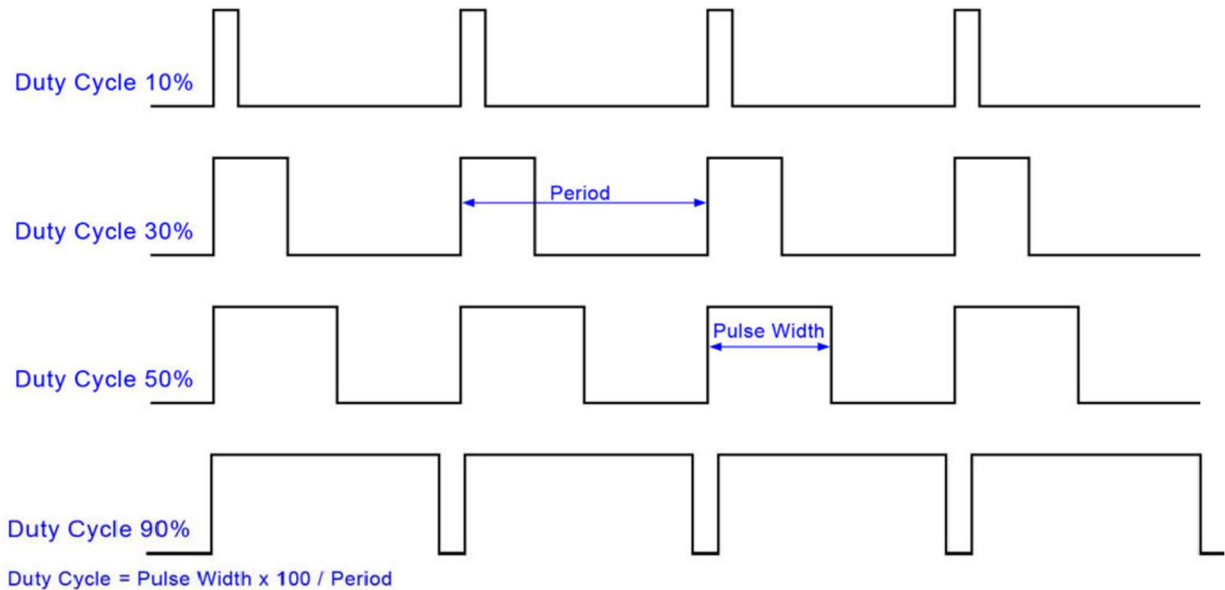 Duty Cycle 10%
Period
Duty Cycle 30%
Pulse Width
Duty Cycle 50%
Duty Cycle 90%
Duty Cycle = Pulse Width x 100 / Period